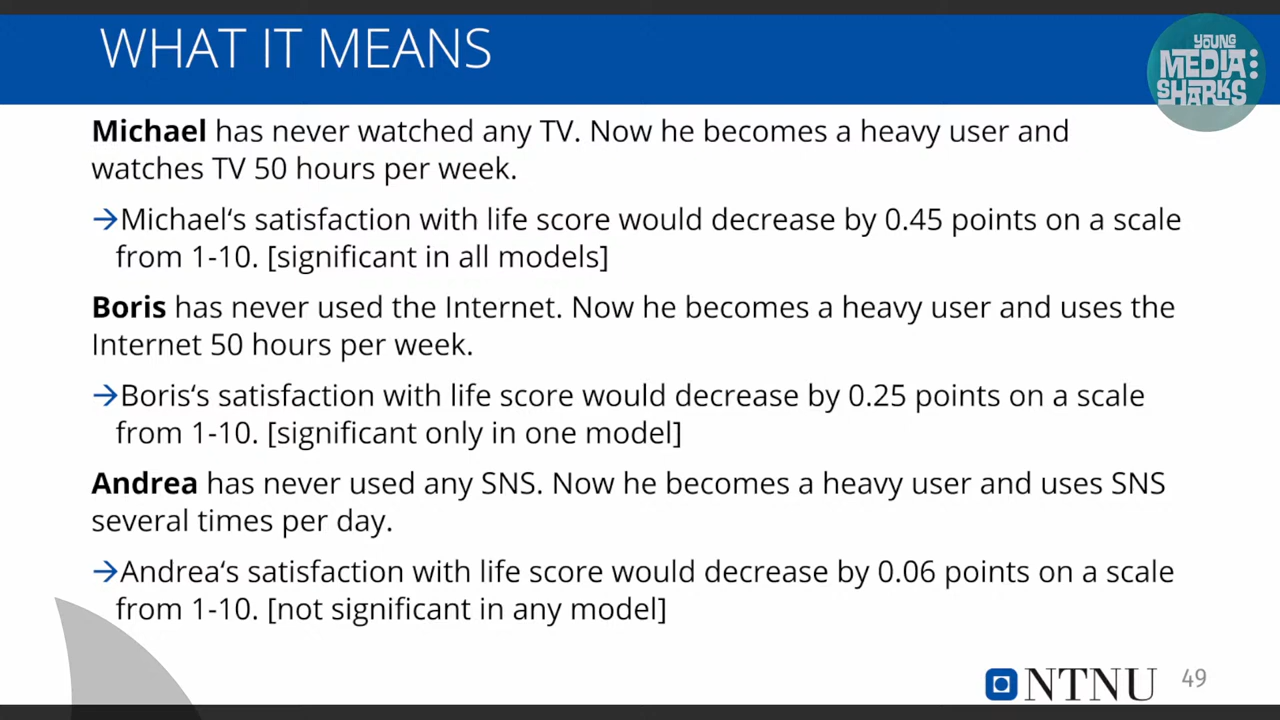 WHAT IT MEANS
YOUNG
MEDIA
SHARKS
Michael has never watched any TV. Now he becomes a heavy user and
watches TV 50 hours per week.
→Michael‘s satisfaction with life score would decrease by 0.45 points on a scale
from 1-10. [significant in all models]
Boris has never used the Internet. Now he becomes a heavy user and uses the
Internet 50 hours per week.
→Boris‘s satisfaction with life score would decrease by 0.25 points on a scale
from 1-10. [significant only in one model]
Andrea has never used any SNS. Now he becomes a heavy user and uses SNS
several times per day.
→Andrea‘s satisfaction with life score would decrease by 0.06 points on a scale
from 1-10. [not significant in any model]
NTNU
49